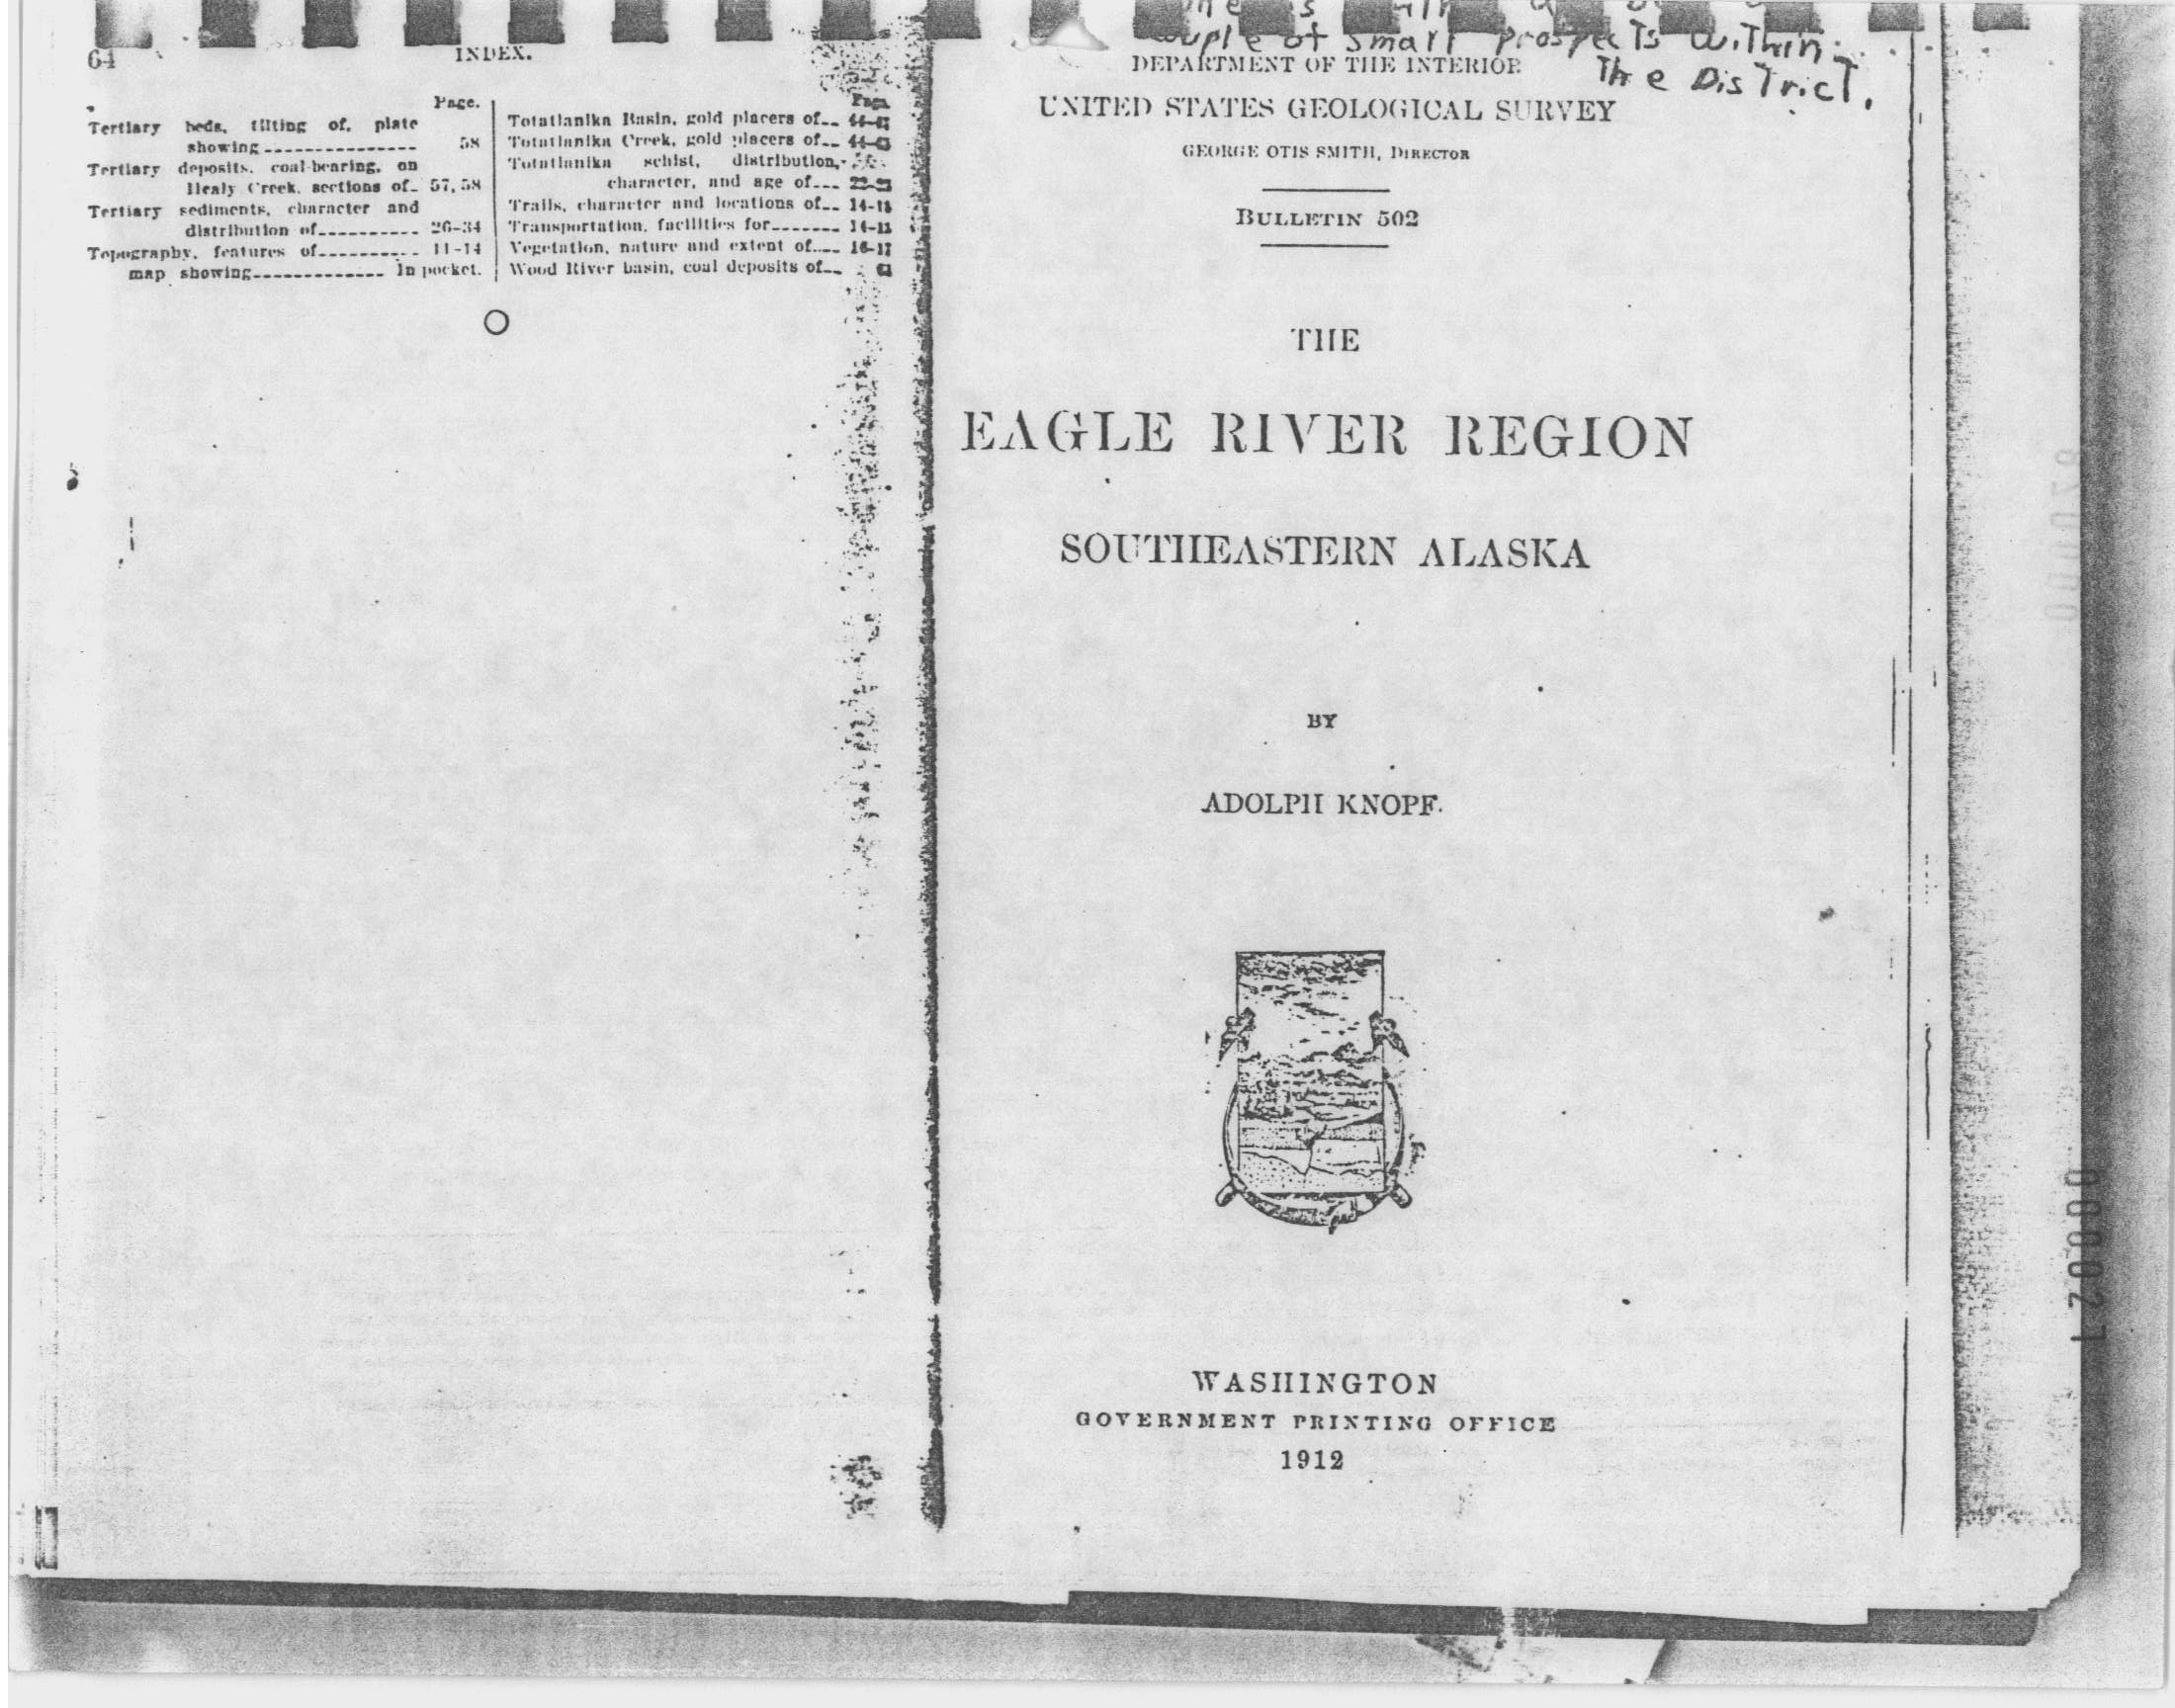 64
INDEX.
Page.
Tertiary beds, tilting of, plate
showing 58
Tertiary deposits, coal-bearing, on
Healy Creek, sections of 57, 58
Tertiary sediments, character and
distribution of 26-34
Topography, features of 11-14
map showing In pocket.
Page.
Totatlanika Basin, gold placers of
Totatlanika Creek, gold placers of
Totatlanika schist, distribution,
character, and age of
Trails, character and locations of
Transportation, facilities for
Vegetation, nature and extent of 16-17
Wood River basin, coal deposits of
of small prospects within
The District.
DEPARTMENT OF THE INTERIOR
UNITED STATES GEOLOGICAL SURVEY
GEORGE OTIS SMITH, DIRECTOR
BULLETIN 502
THE
EAGLE RIVER REGION
SOUTHEASTERN ALASKA
BY
ADOLPH KNOPF.
WASHINGTON
GOVERNMENT PRINTING OFFICE
1912
000021